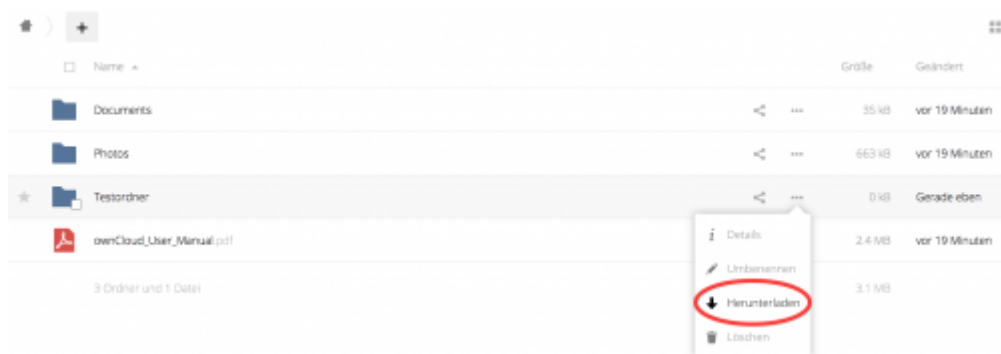 Name Größe Geändert
Documents 35 kB vor 19 Minuten
Photos 663 kB vor 19 Minuten
Testordner 0 kB Gerade eben
ownCloud_User_Manual.pdf 2.4 MB vor 19 Minuten
Details
Umbenennen
3 Ordner und 1 Datei 3.1 MB
Herunterladen
Löschen